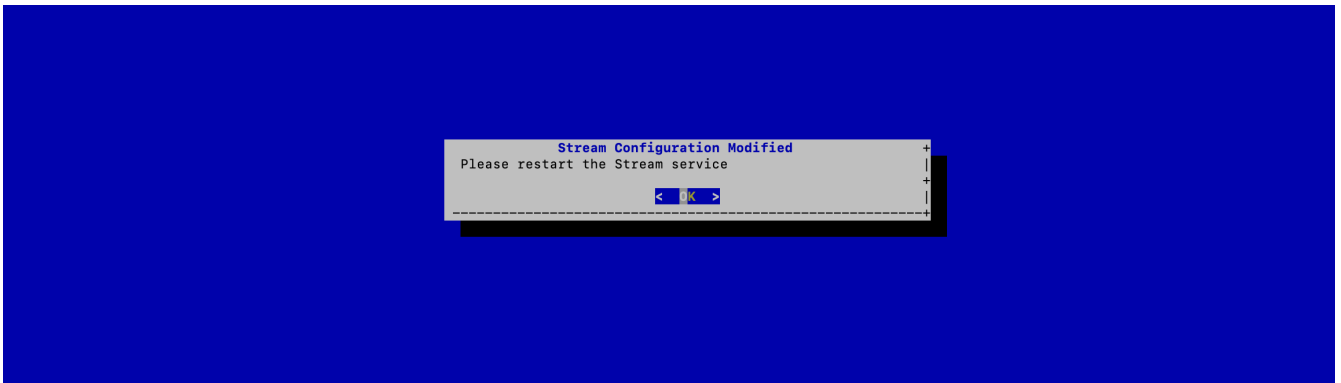 Stream Configuration Modified
Please restart the Stream service
< OK >